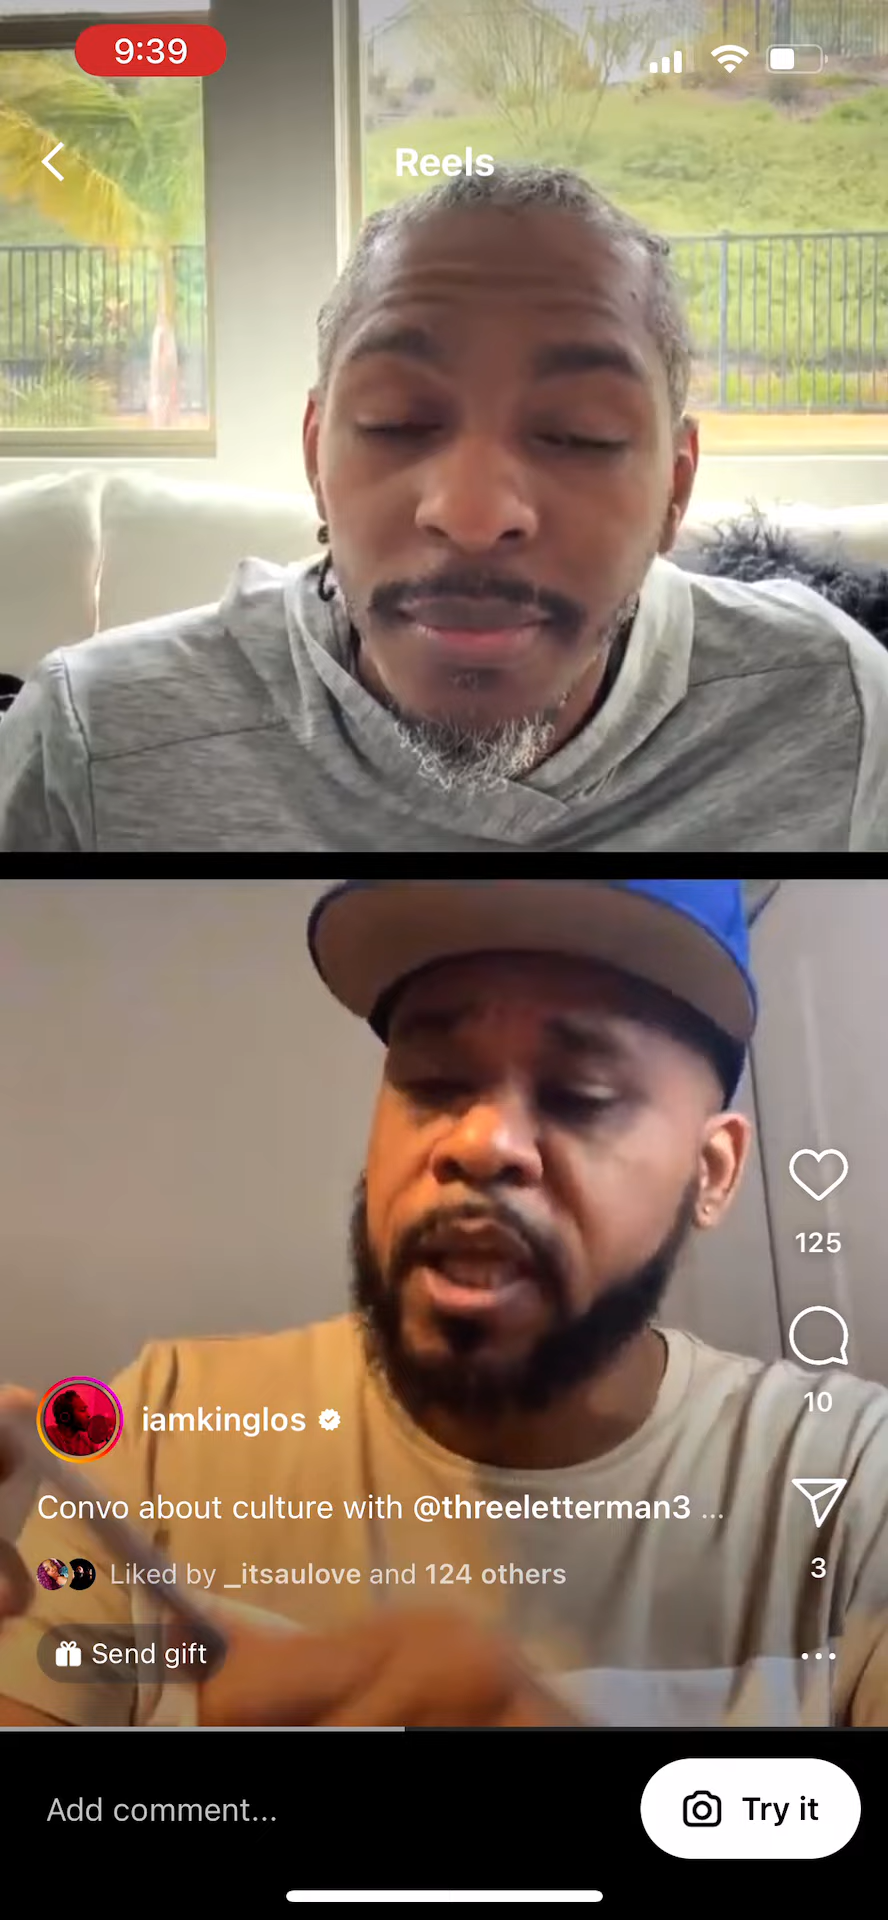 9:39
Reels
125
10
iamkinglos
Convo about culture with @threeletterman3 ...
3
Liked by _itsaulove and 124 others
Send gift
Add comment...
Try it